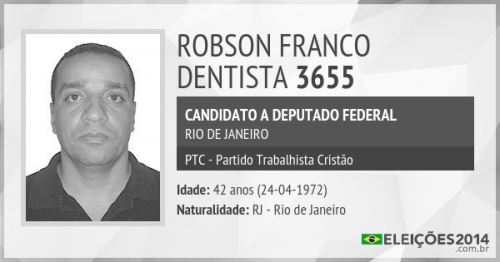 ROBSON FRANCO
DENTISTA 3655
CANDIDATO A DEPUTADO FEDERAL
RIO DE JANEIRO
PTC - Partido Trabalhista Cristão
Idade: 42 anos (24-04-1972)
Naturalidade: RJ - Rio de Janeiro
ELEIÇÕES2014
.com.br